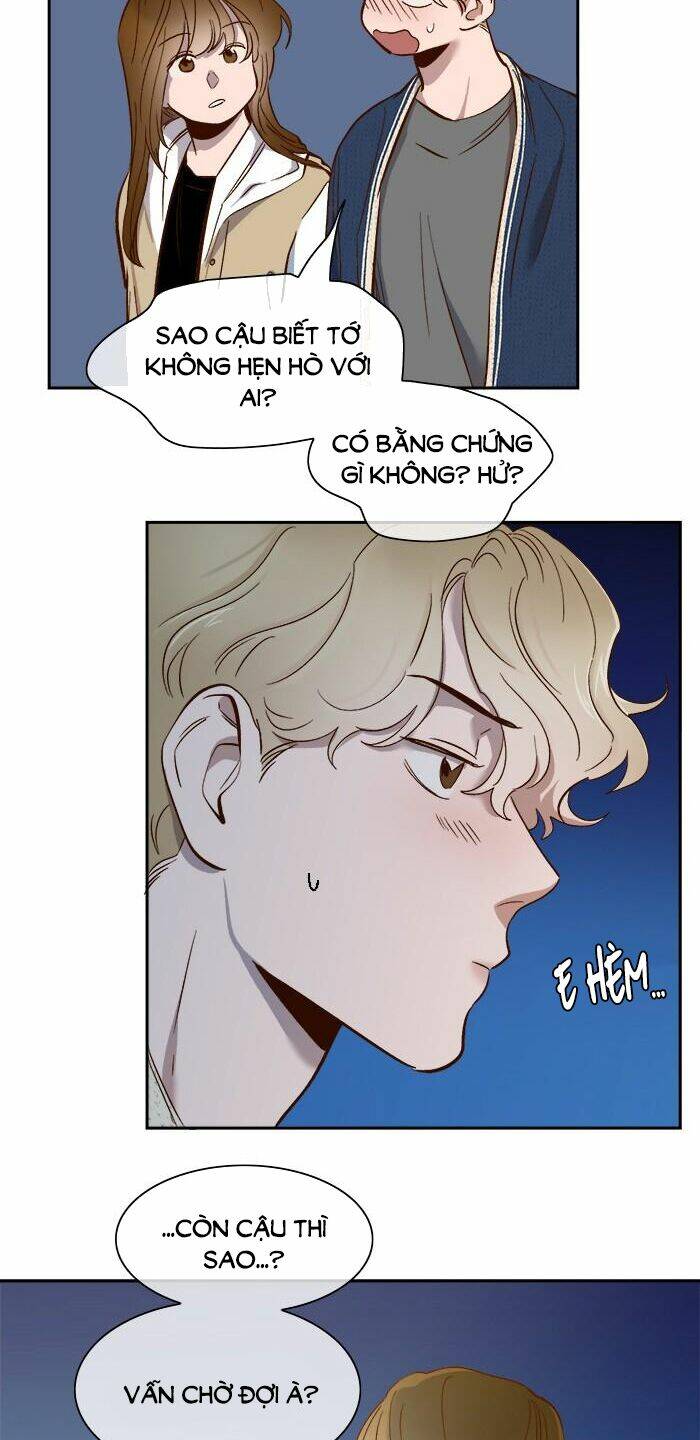 SAO CẬU BIẾT TỚ
KHÔNG HẸN HÒ VỚI
AI?
CÓ BẰNG CHỨNG
GÌ KHÔNG? HỬ?
E HÈM...
...CÒN CẬU THÌ
SAO...?
VẤN CHỜ ĐỢI À?